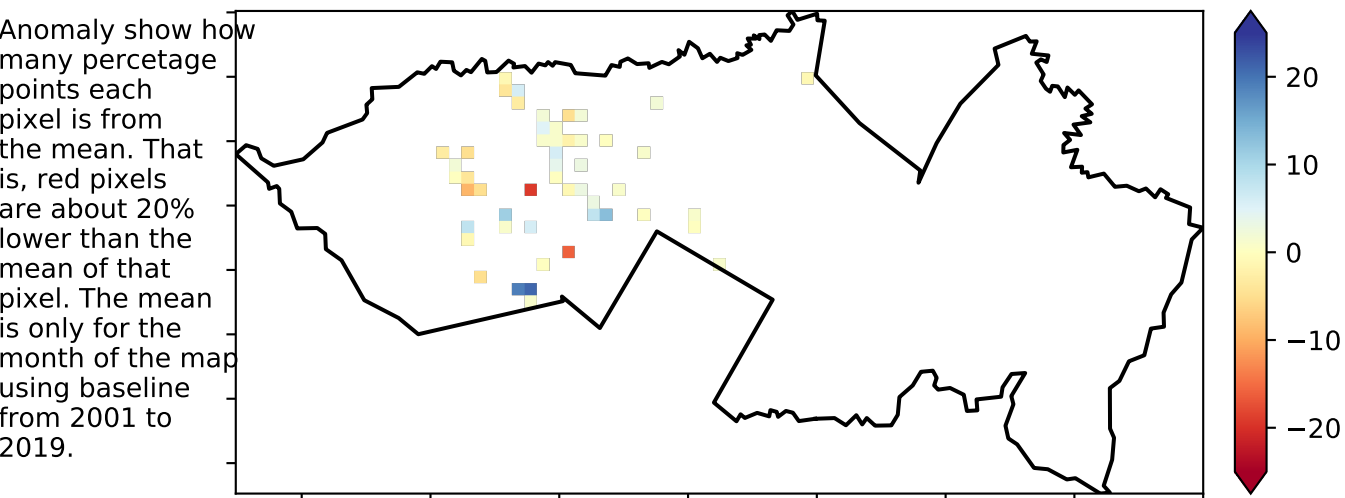 Anomaly show how
many percetage
points each
pixel is from
the mean. That
is, red pixels
are about 20%
lower than the
mean of that
pixel. The mean
is only for the
month of the map
using baseline
from 2001 to
2019.
20
10
0
−10
−20